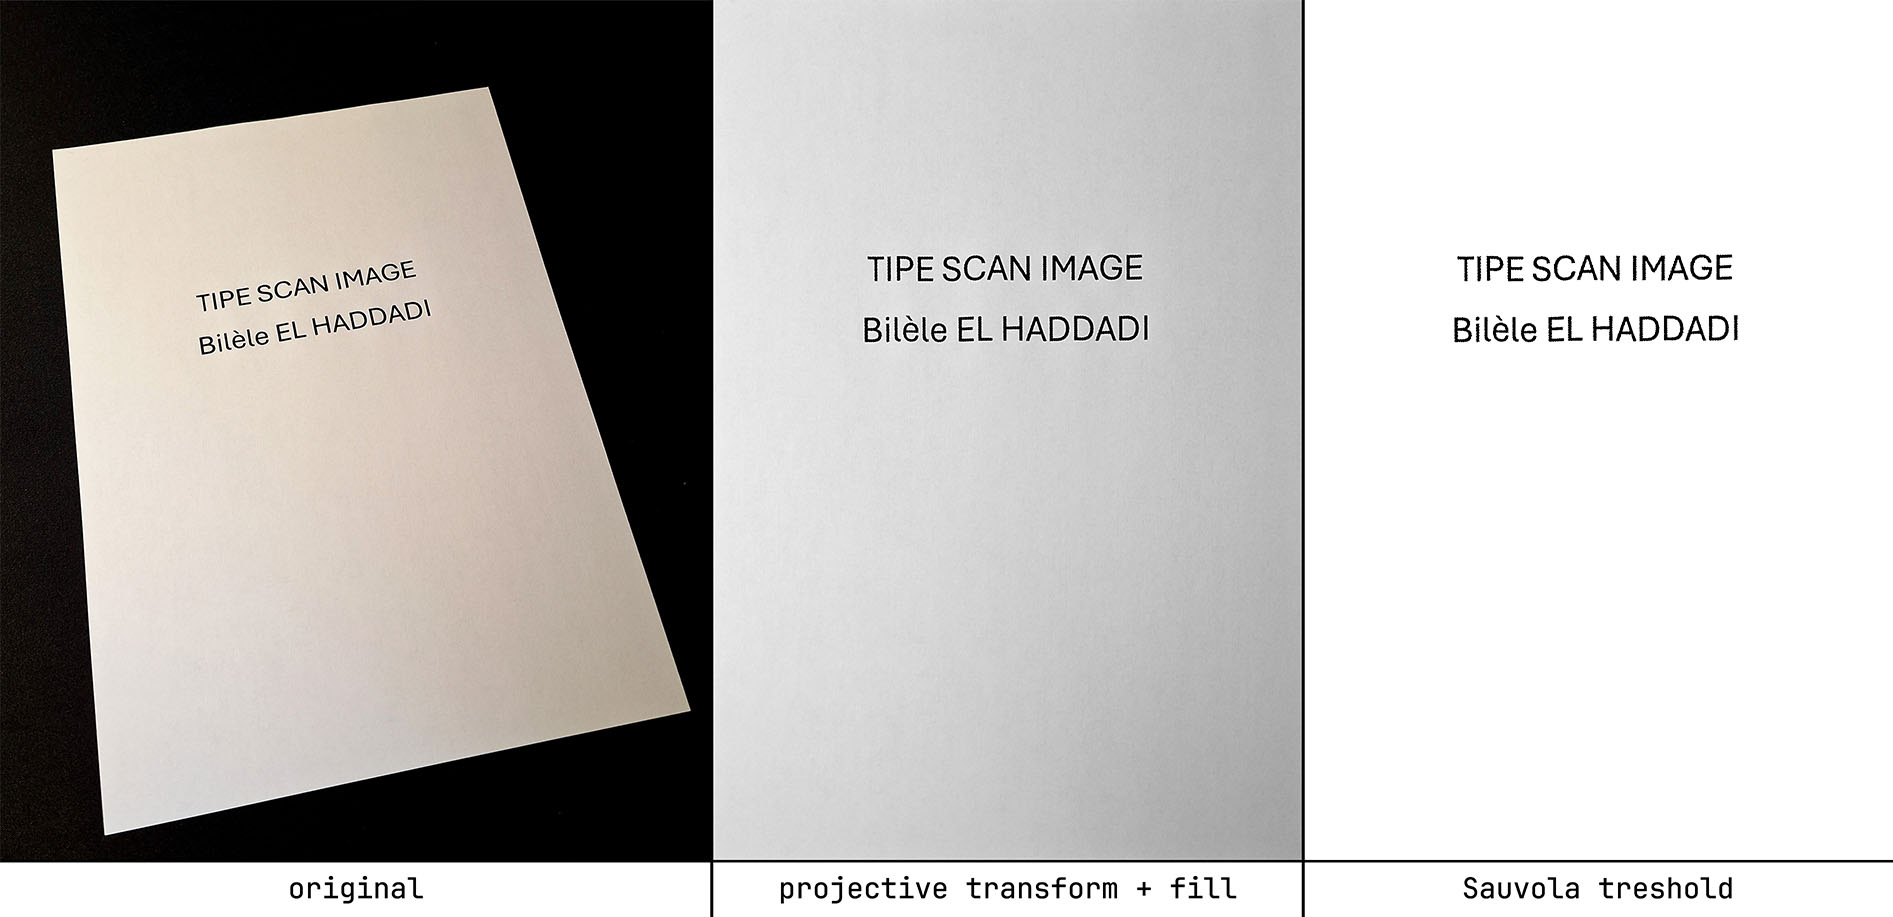 TIPE SCAN IMAGE
Bilèle EL HADDADI
TIPE SCAN IMAGE
Bilèle EL HADDADI
TIPE SCAN IMAGE
Bilèle EL HADDADI
original
projective transform + fill
Sauvola treshold